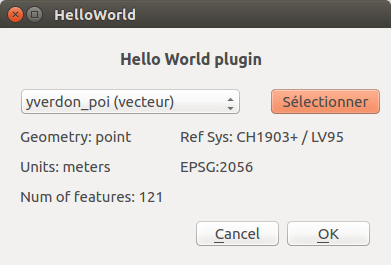 HelloWorld
Hello World plugin
yverdon_poi (vecteur)
Sélectionner
Geometry: point
Ref Sys: CH1903+ / LV95
Units: meters
EPSG:2056
Num of features: 121
Cancel
OK